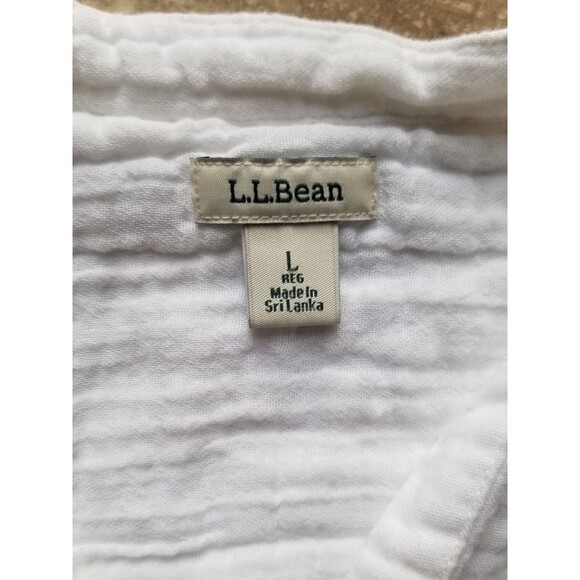 L.L.Bean
L
REG
Made In
Sri Lanka